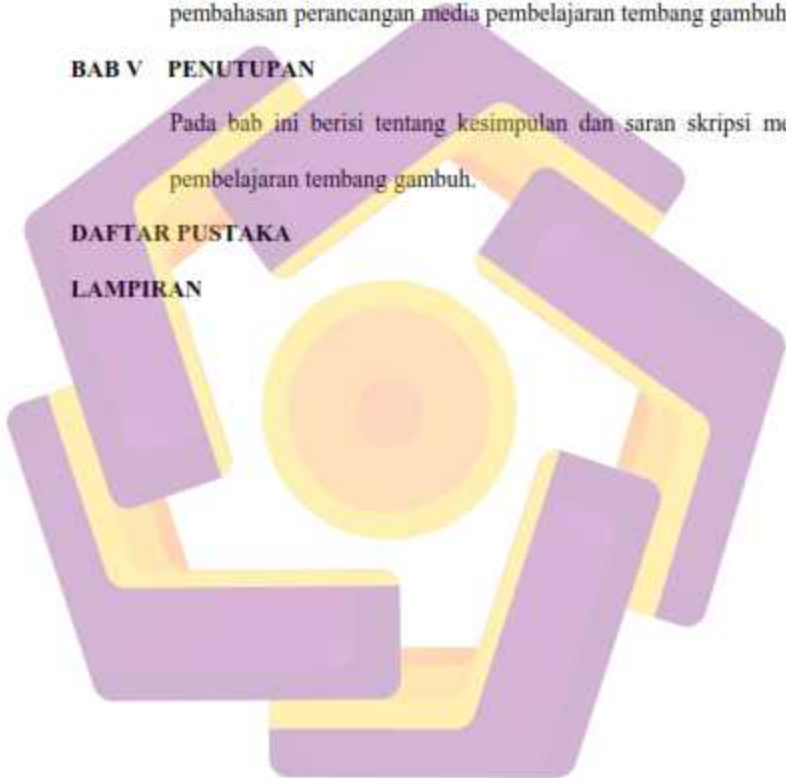 pembahasan perancangan media pembelajaran tembang gambuh
BAB V PENUTUPAN
Pada bab ini berisi tentang kesimpulan dan saran skripsi
pembelajaran tembang gambuh.
DAFTAR PUSTAKA
LAMPIRAN